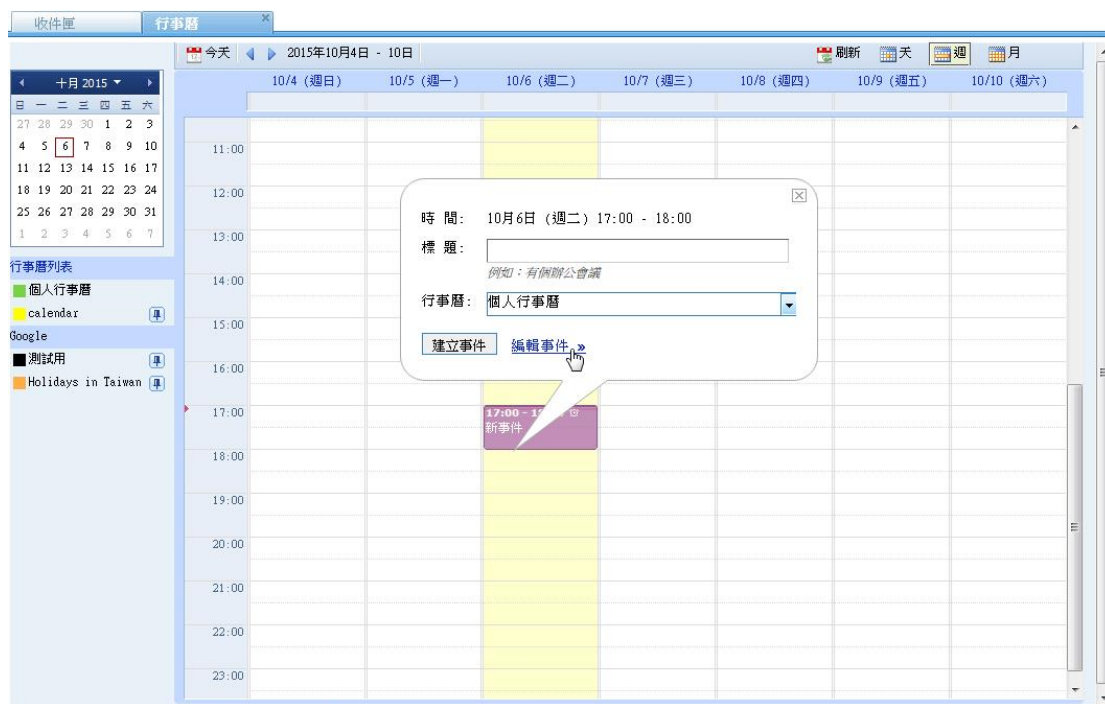 收件匣
行事曆
今天
2015年10月4日 - 10日
刷新
天
週
月
十月 2015
日 一 二 三 四 五 六
27 28 29 30 1 2 3
4 5 6 7 8 9 10
11 12 13 14 15 16 17
18 19 20 21 22 23 24
25 26 27 28 29 30 31
1 2 3 4 5 6 7
行事曆列表
個人行事曆
calendar
Google
測試用
Holidays in Taiwan
10/4 (週日)
10/5 (週一)
10/6 (週二)
10/7 (週三)
10/8 (週四)
10/9 (週五)
10/10 (週六)
11:00
12:00
13:00
14:00
15:00
16:00
17:00
18:00
19:00
20:00
21:00
22:00
23:00
時 間: 10月6日 (週二) 17:00 - 18:00
標 題:
例如：有個辦公會議
行事曆: 個人行事曆
建立事件 編輯事件 »
17:00 -
新事件